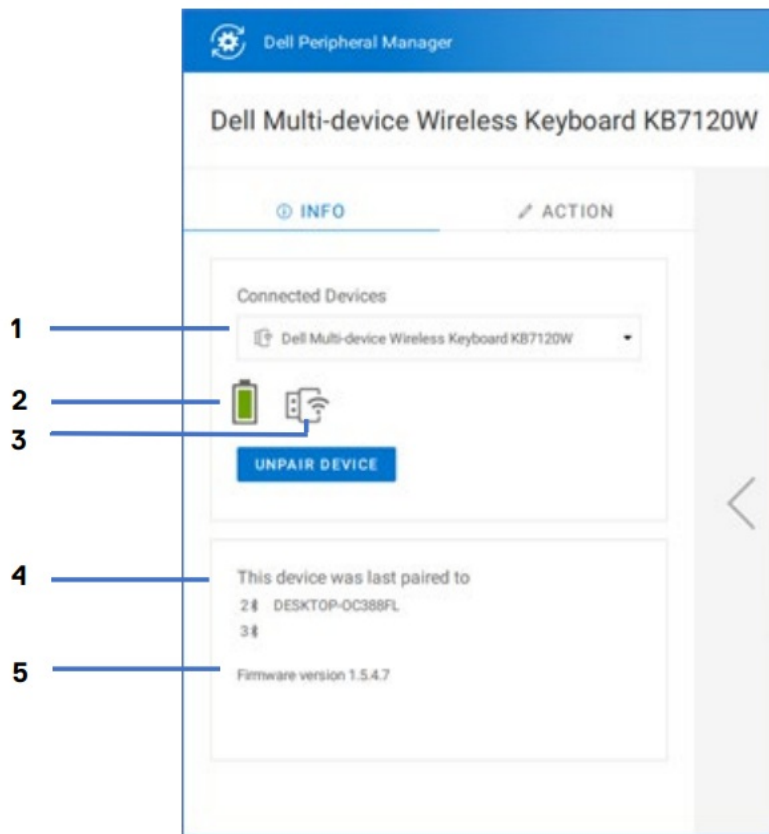 Dell Peripheral Manager
Dell Multi-device Wireless Keyboard KB7120W
INFO ACTION
Connected Devices
1
Dell Multi-device Wireless Keyboard KB7120W
2
3
UNPAIR DEVICE
4
This device was last paired to
2 DESKTOP-OC388FL
3
5
Firmware version 1.5.4.7